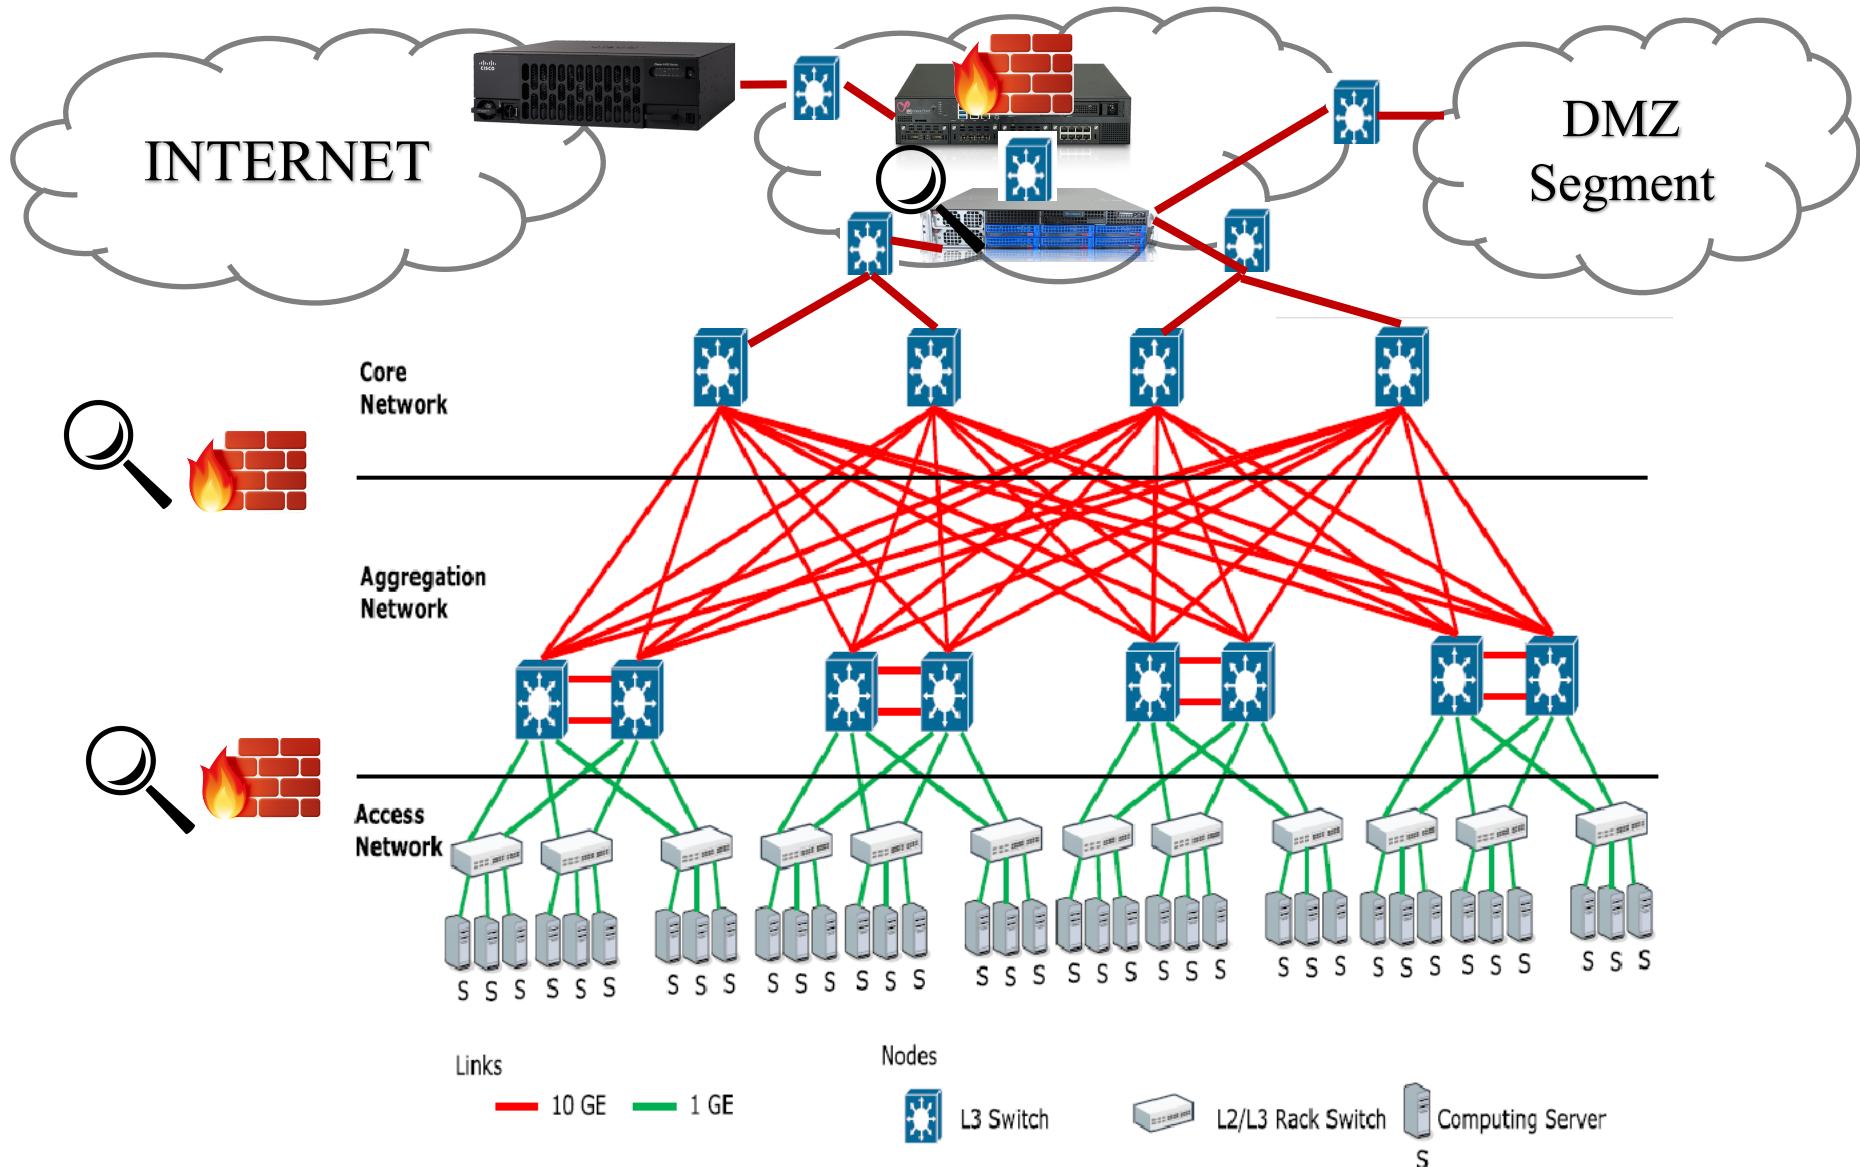 CISCO
INTERNET
DMZ
Segment
Core
Network
Aggregation
Network
Access
Network
S S S S S S S S S S S S S S S S S S S S S S S S S S S S S S S S S S S S
Links
10 GE
1 GE
Nodes
L3 Switch
L2/L3 Rack Switch
Computing Server
S